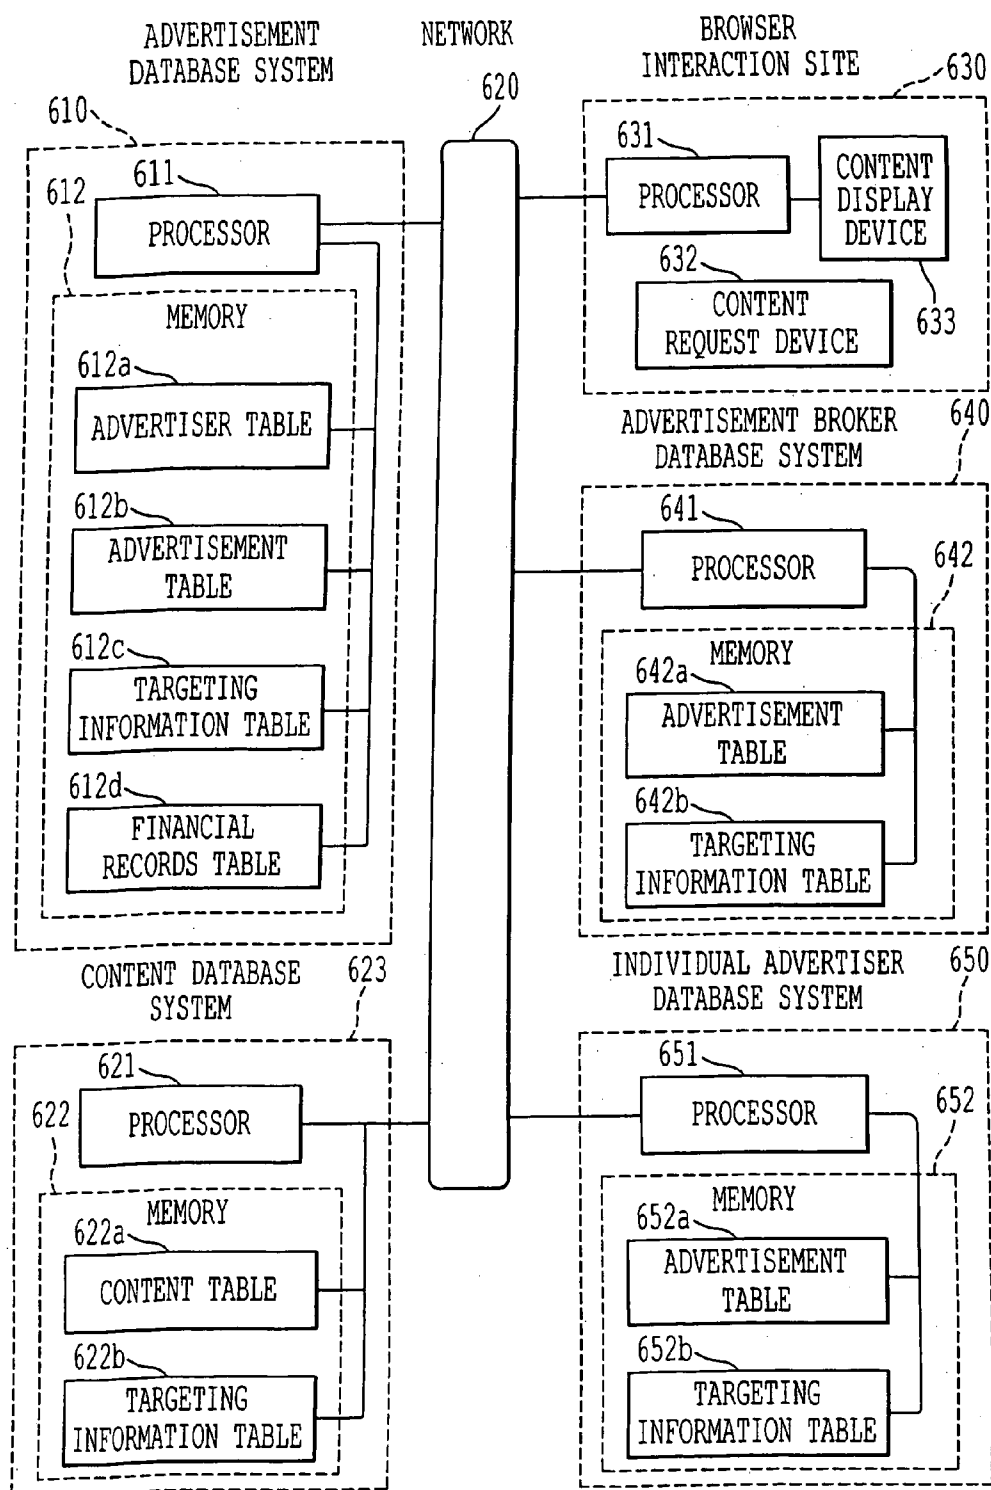 ADVERTISEMENT
DATABASE SYSTEM
610
611
612
PROCESSOR
MEMORY
612a
ADVERTISER TABLE
612b
ADVERTISEMENT
TABLE
612c
TARGETING
INFORMATION TABLE
612d
FINANCIAL
RECORDS TABLE
CONTENT DATABASE
SYSTEM
623
621
PROCESSOR
622
MEMORY
622a
CONTENT TABLE
622b
TARGETING
INFORMATION TABLE
NETWORK
620
BROWSER
INTERACTION SITE
630
631
PROCESSOR
CONTENT
DISPLAY
DEVICE
632
CONTENT
REQUEST DEVICE
633
ADVERTISEMENT BROKER
DATABASE SYSTEM
640
641
PROCESSOR
642
MEMORY
642a
ADVERTISEMENT
TABLE
642b
TARGETING
INFORMATION TABLE
INDIVIDUAL ADVERTISER
DATABASE SYSTEM
650
651
PROCESSOR
652
MEMORY
652a
ADVERTISEMENT
TABLE
652b
TARGETING
INFORMATION TABLE